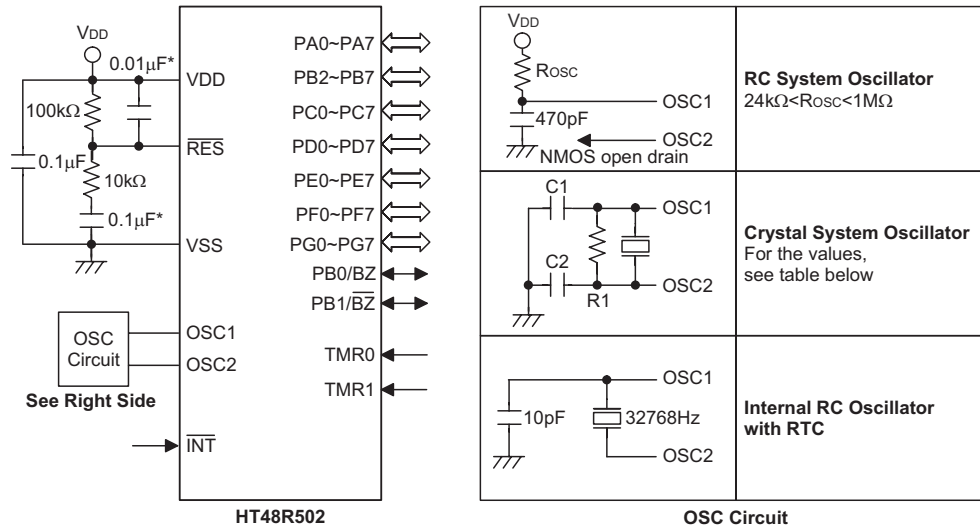 VDD
0.01μF*
VDD
100kΩ
RES
0.1μF
10kΩ
0.1μF*
VSS
OSC
Circuit
OSC1
OSC2
See Right Side
INT
PA0~PA7
PB2~PB7
PC0~PC7
PD0~PD7
PE0~PE7
PF0~PF7
PG0~PG7
PB0/BZ
PB1/BZ
TMR0
TMR1
HT48R502
VDD
ROSC
OSC1
470pF
OSC2
NMOS open drain
RC System Oscillator
24kΩ<ROSC<1MΩ
C1
OSC1
C2
OSC2
R1
Crystal System Oscillator
For the values,
see table below
OSC1
10pF
32768Hz
OSC2
Internal RC Oscillator
with RTC
OSC Circuit